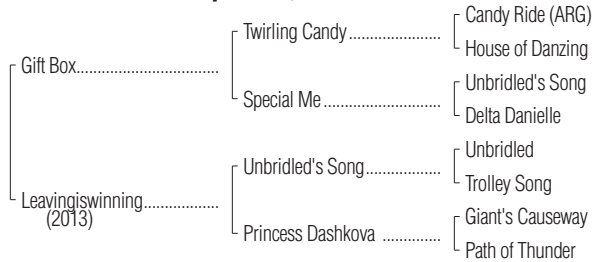 Candy Ride (ARG)
Twirling Candy...................
House of Danzing
Gift Box................................
Unbridled's Song
Special Me .........................
Delta Danielle
Unbridled
Unbridled's Song................
Trolley Song
Leavingiswinning................
(2013)
Giant's Causeway
Princess Dashkova ............
Path of Thunder